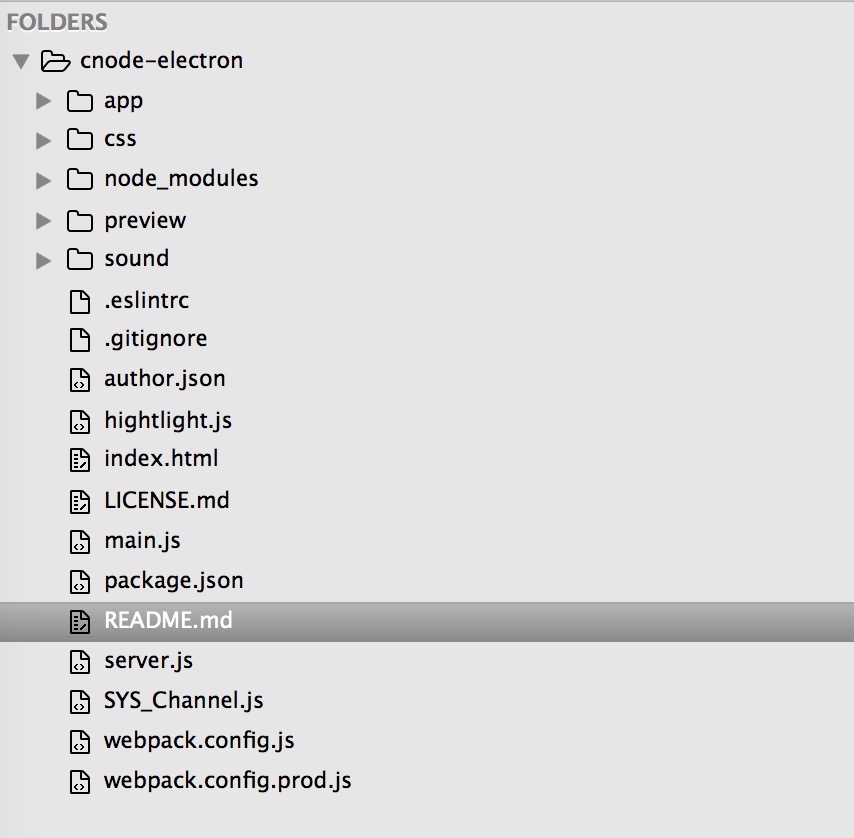 FOLDERS
cnode-electron
app
css
node_modules
preview
sound
.eslintrc
.gitignore
author.json
hightlight.js
index.html
LICENSE.md
main.js
package.json
README.md
server.js
SYS_Channel.js
webpack.config.js
webpack.config.prod.js